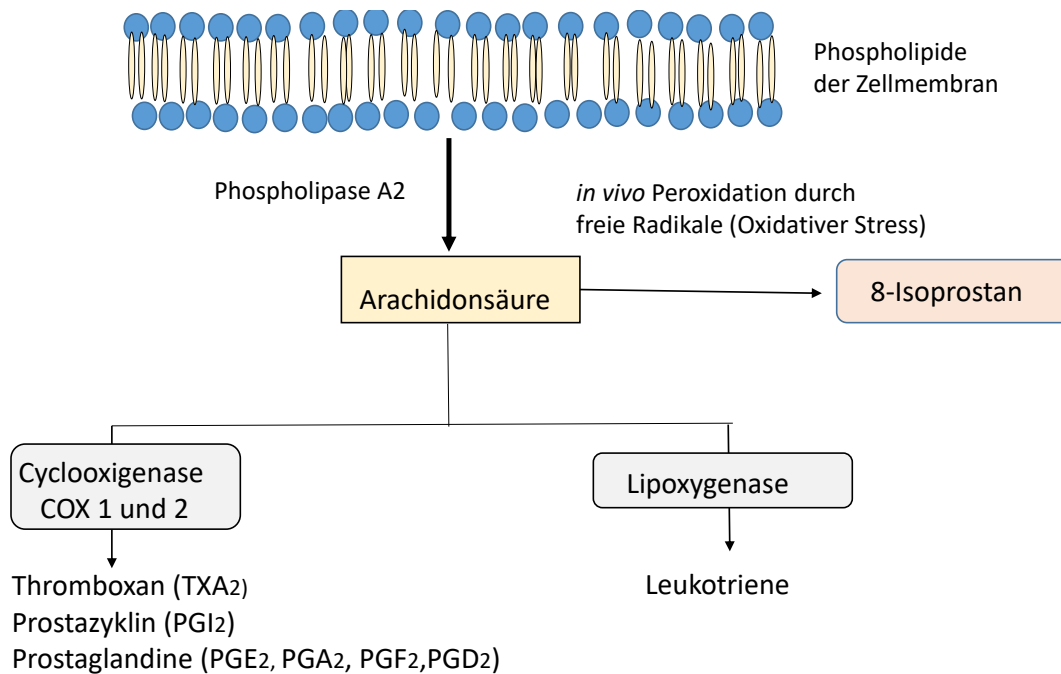 Phospholipide
der Zellmembran
Phospholipase A2
in vivo Peroxidation durch
freie Radikale (Oxidativer Stress)
Arachidonsäure
8-Isoprostan
Cyclooxigenase
COX 1 und 2
Lipoxygenase
Thromboxan (TXA2)
Prostazyklin (PGI2)
Prostaglandine (PGE2, PGA2, PGF2,PGD2)
Leukotriene